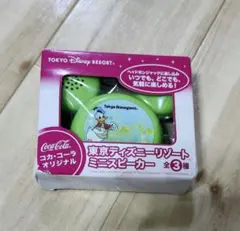 TOKYO DISNEY RESORT®
ヘッドホンジャックに差し込み
いつでも、どこでも、
気軽に楽しめる!
Tokyo Disneyland
Coca-Cola
コカ・コーラ
オリジナル
東京ディズニーリゾート
ミニスピーカー
全3種